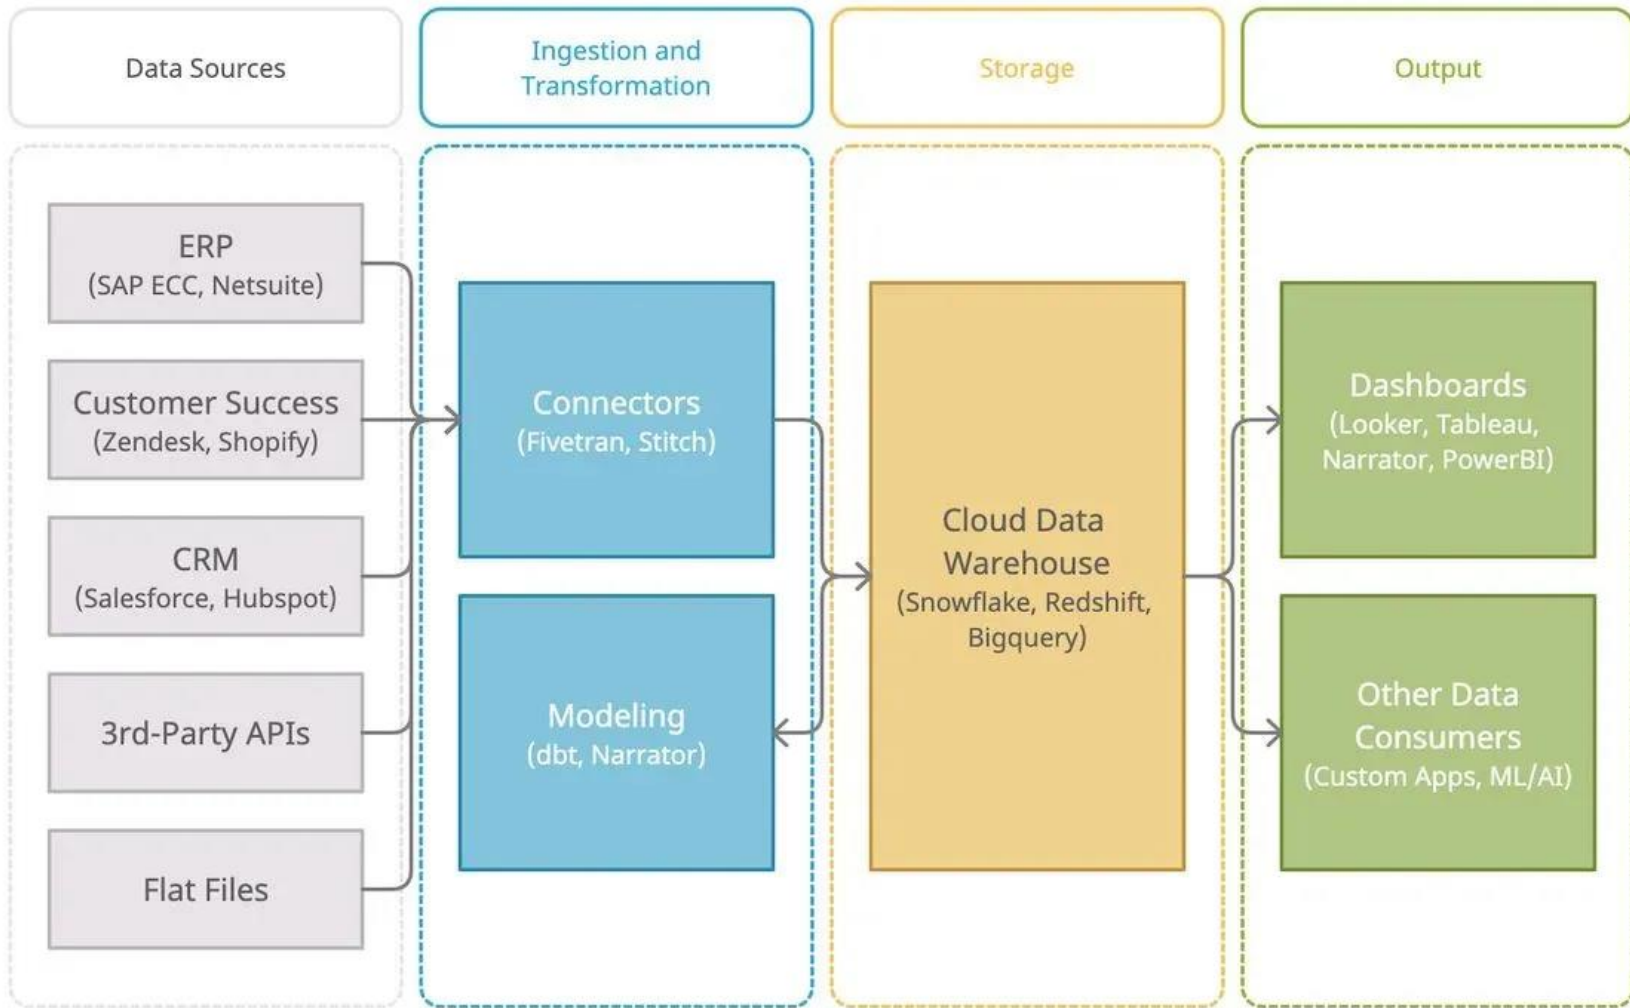 Data Sources
Ingestion and
Transformation
Storage
Output
ERP
(SAP ECC, Netsuite)
Customer Success
(Zendesk, Shopify)
CRM
(Salesforce, Hubspot)
3rd-Party APIs
Flat Files
Connectors
(Fivetran, Stitch)
Modeling
(dbt, Narrator)
Cloud Data
Warehouse
(Snowflake, Redshift,
Bigquery)
Dashboards
(Looker, Tableau,
Narrator, PowerBI)
Other Data
Consumers
(Custom Apps, ML/AI)